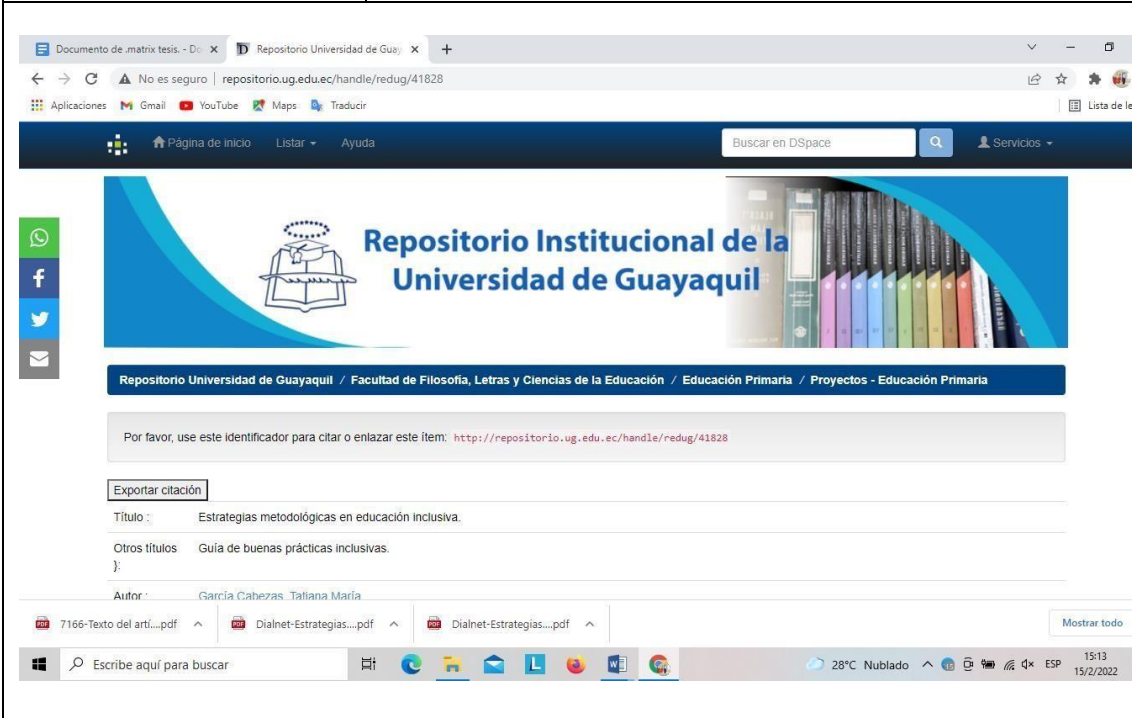 Documento de .matrix tesis. - Do
Repositorio Universidad de Guay
No es seguro | repositorio.ug.edu.ec/handle/redug/41828
Aplicaciones Gmail YouTube Maps Traducir Lista de le
Página de inicio Listar Ayuda Buscar en DSpace Servicios
Repositorio Institucional de la
Universidad de Guayaquil
Repositorio Universidad de Guayaquil / Facultad de Filosofía, Letras y Ciencias de la Educación / Educación Primaria / Proyectos - Educación Primaria
Por favor, use este identificador para citar o enlazar este ítem: http://repositorio.ug.edu.ec/handle/redug/41828
Exportar citación
Título : Estrategias metodológicas en educación inclusiva.
Otros títulos Guía de buenas prácticas inclusivas.
}:
Autor : García Cabezas, Tatiana María
7166-Texto del artí....pdf Dialnet-Estrategias....pdf Dialnet-Estrategias....pdf Mostrar todo
Escribe aquí para buscar 28°C Nublado ESP 15:13
15/2/2022